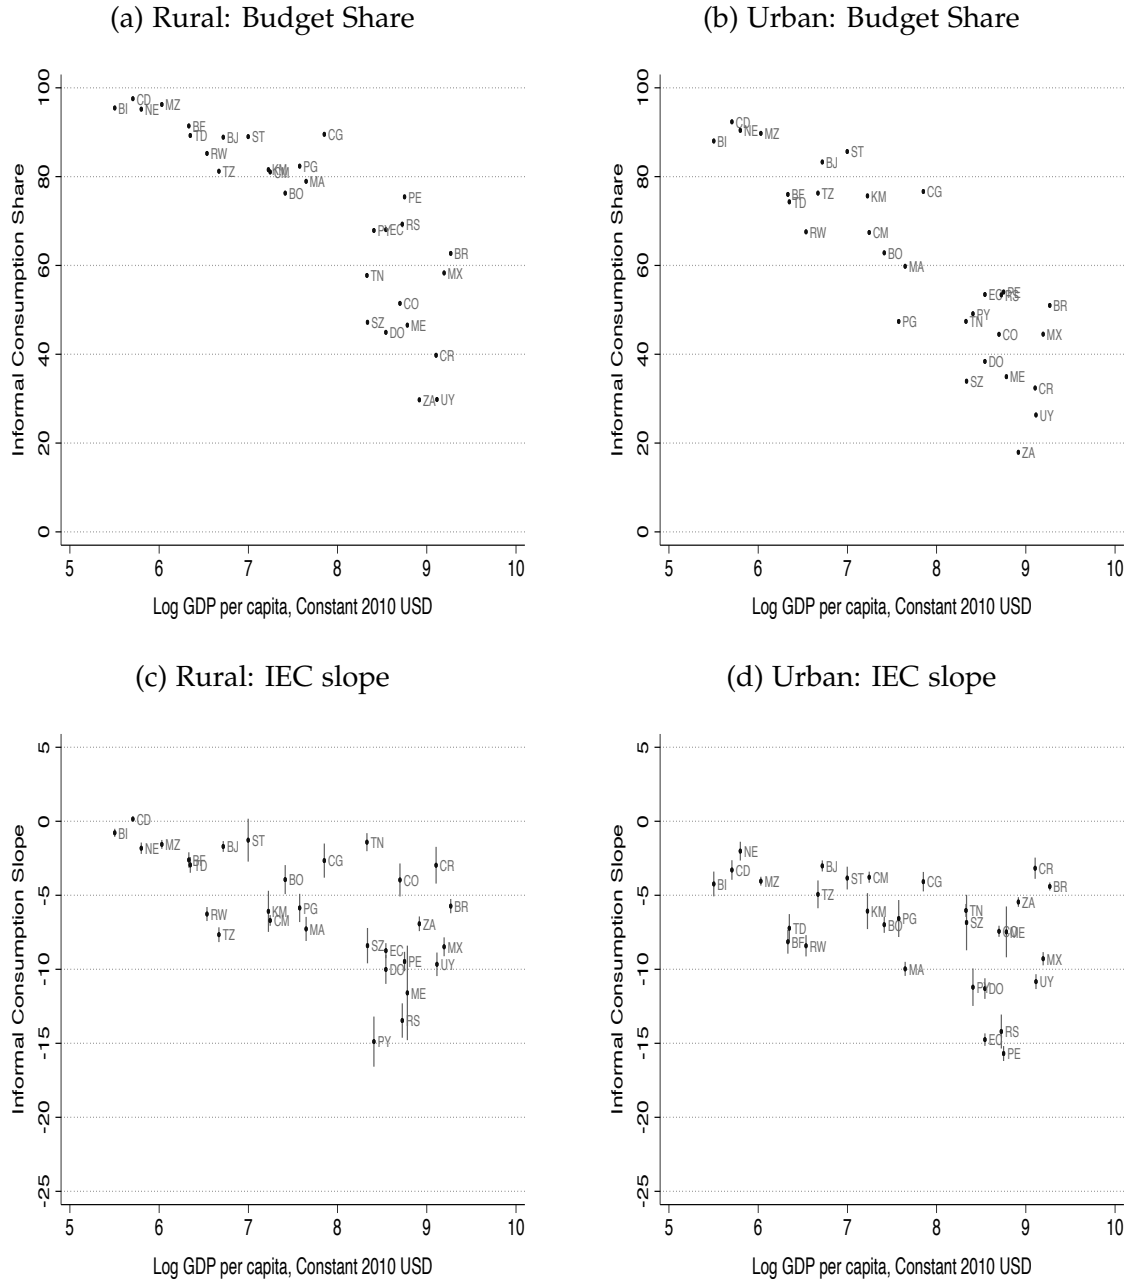 (a) Rural: Budget Share
Informal Consumption Share
100
80
60
40
20
0
BI
CD
NE
MZ
BF
TD
BJ
ST
RW
TZ
CG
KM
CM
PG
MA
BO
PE
PY
EC
RS
BR
TN
MX
CO
SZ
DO
ME
CR
ZA
UY
5 6 7 8 9 10
Log GDP per capita, Constant 2010 USD
(b) Urban: Budget Share
Informal Consumption Share
100
80
60
40
20
0
BI
CD
NE
MZ
BJ
ST
BF
TD
TZ
KM
CG
RW
CM
BO
MA
PG
EC
RS
PE
BR
PY
TN
CO
MX
DO
SZ
ME
CR
UY
ZA
5 6 7 8 9 10
Log GDP per capita, Constant 2010 USD
(c) Rural: IEC slope
Informal Consumption Slope
5
0
-5
-10
-15
-20
-25
BI
CD
NE
MZ
BF
TD
BJ
ST
TN
CG
CR
BO
CO
RW
KM
CM
PG
MA
TZ
BR
ZA
SZ
EC
MX
PE
DO
UY
ME
RS
PY
5 6 7 8 9 10
Log GDP per capita, Constant 2010 USD
(d) Urban: IEC slope
Informal Consumption Slope
5
0
-5
-10
-15
-20
-25
NE
CD
BI
MZ
BJ
ST
CM
CG
CR
BR
TZ
ZA
KM
PG
BO
TN
SZ
TD
BF
RW
CO
ME
MA
MX
UY
PY
DO
RS
EC
PE
5 6 7 8 9 10
Log GDP per capita, Constant 2010 USD